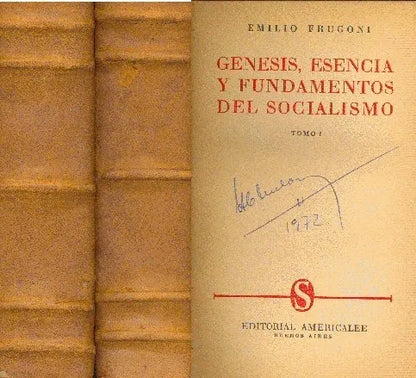 EMILIO FRUGONI
GENESIS, ESENCIA
Y FUNDAMENTOS
DEL SOCIALISMO
TOMO I
1972
S
EDITORIAL AMERICALEE
BUENOS AIRES